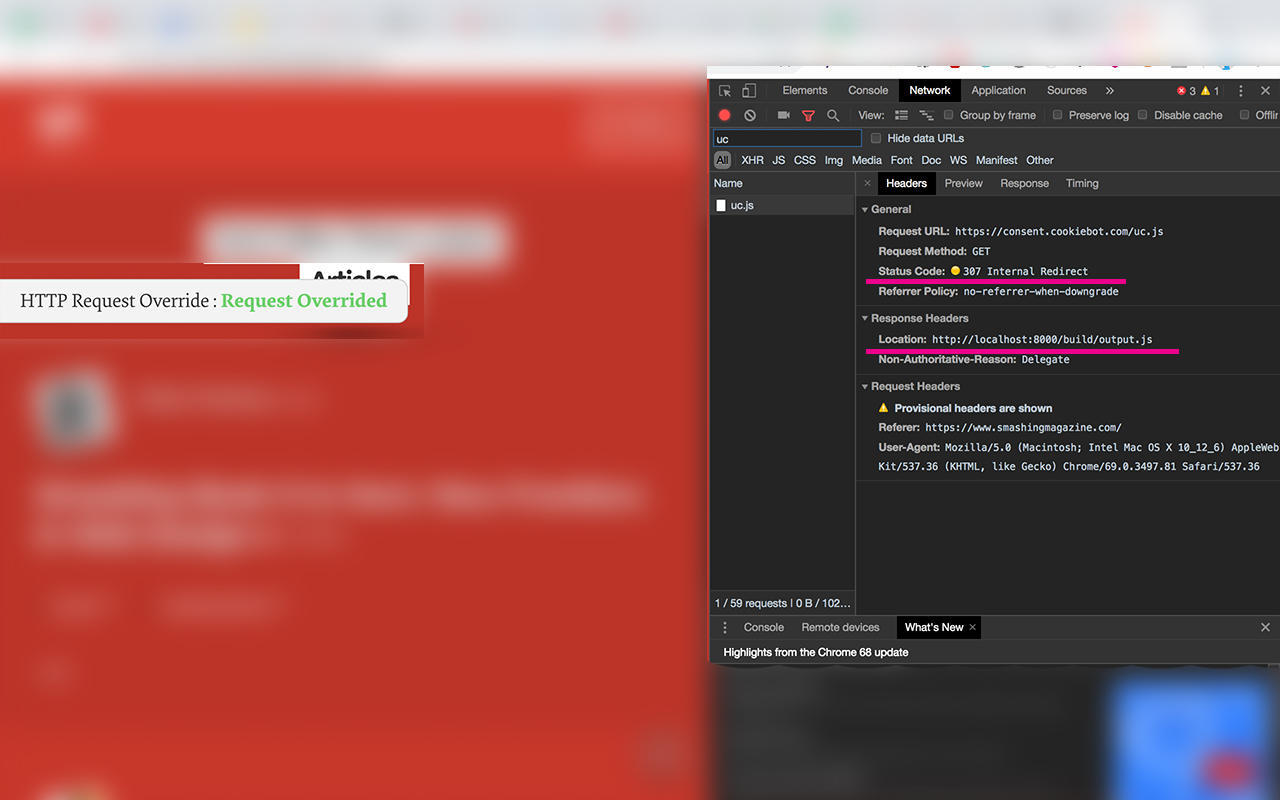 Articles
HTTP Request Override : Request Overrided
Elements Console Network Application Sources » 3 1
View: Group by frame Preserve log Disable cache Offlin
uc Hide data URLs
All XHR JS CSS Img Media Font Doc WS Manifest Other
Name
uc.js
1 / 59 requests | 0 B / 102…
× Headers Preview Response Timing
General
Request URL: https://consent.cookiebot.com/uc.js
Request Method: GET
Status Code: 307 Internal Redirect
Referrer Policy: no-referrer-when-downgrade
Response Headers
Location: http://localhost:8000/build/output.js
Non-Authoritative-Reason: Delegate
Request Headers
Provisional headers are shown
Referer: https://www.smashingmagazine.com/
User-Agent: Mozilla/5.0 (Macintosh; Intel Mac OS X 10_12_6) AppleWeb
Kit/537.36 (KHTML, like Gecko) Chrome/69.0.3497.81 Safari/537.36
Console Remote devices What's New ×
Highlights from the Chrome 68 update